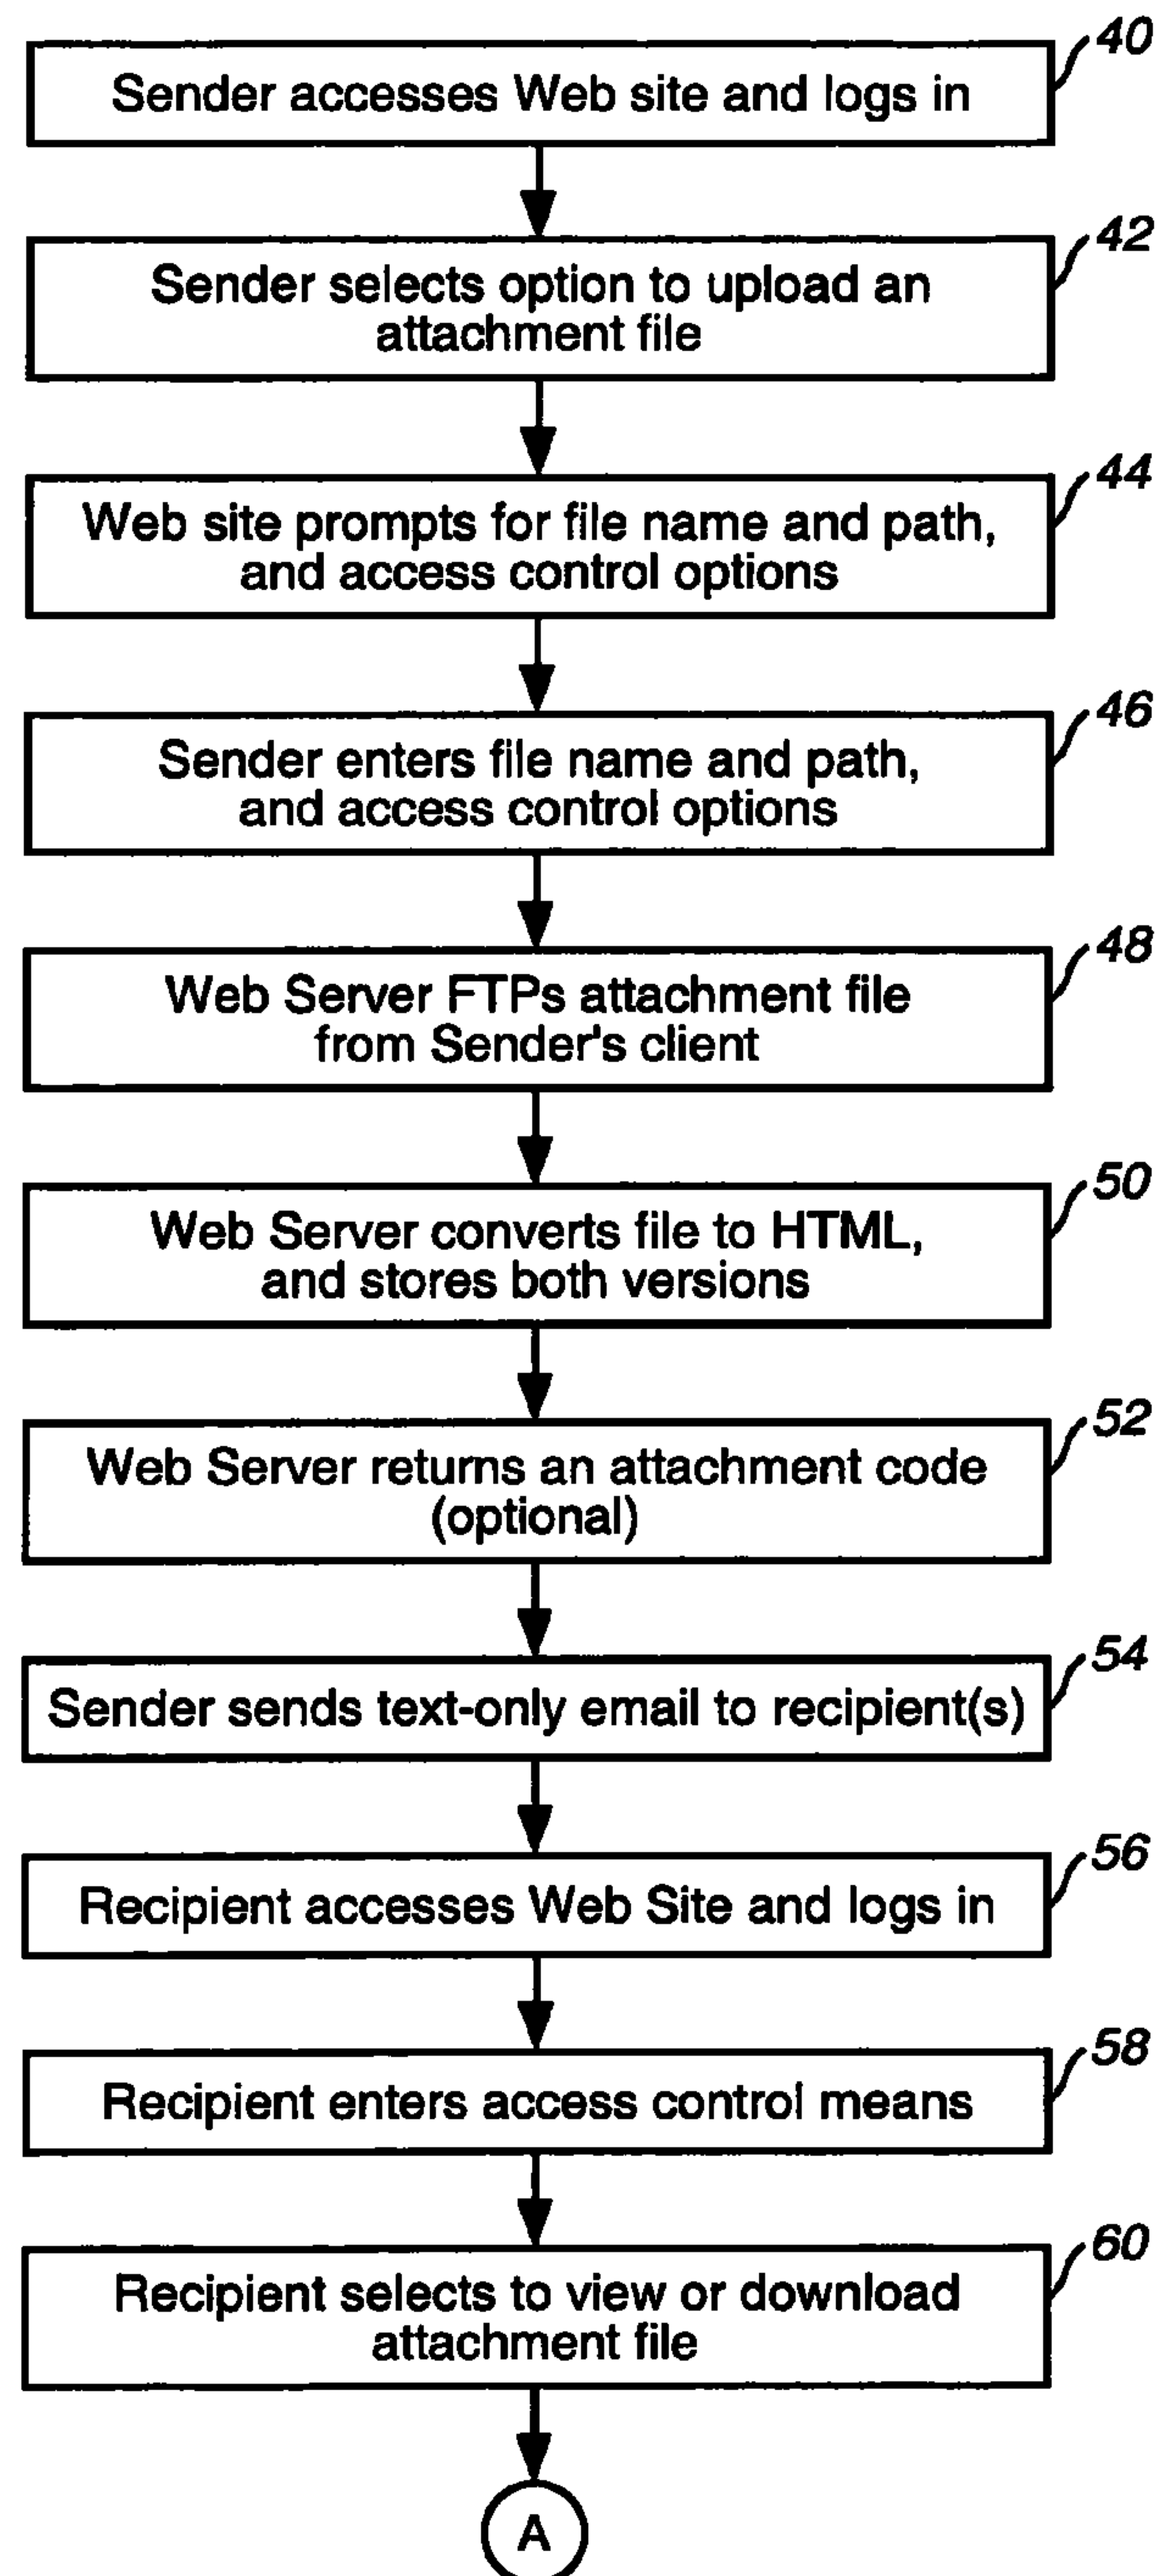 40
Sender accesses Web site and logs in
42
Sender selects option to upload an
attachment file
44
Web site prompts for file name and path,
and access control options
46
Sender enters file name and path,
and access control options
48
Web Server FTPs attachment file
from Sender's client
50
Web Server converts file to HTML,
and stores both versions
52
Web Server returns an attachment code
(optional)
54
Sender sends text-only email to recipient(s)
56
Recipient accesses Web Site and logs in
58
Recipient enters access control means
60
Recipient selects to view or download
attachment file
A